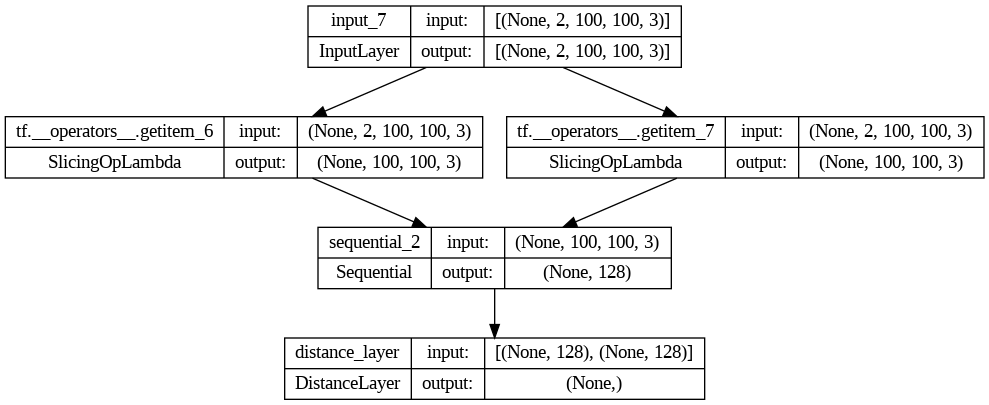 input_7 input: [(None, 2, 100, 100, 3)]
InputLayer output: [(None, 2, 100, 100, 3)]
tf.__operators__.getitem_6 input: (None, 2, 100, 100, 3)
SlicingOpLambda output: (None, 100, 100, 3)
tf.__operators__.getitem_7 input: (None, 2, 100, 100, 3)
SlicingOpLambda output: (None, 100, 100, 3)
sequential_2 input: (None, 100, 100, 3)
Sequential output: (None, 128)
distance_layer input: [(None, 128), (None, 128)]
DistanceLayer output: (None,)